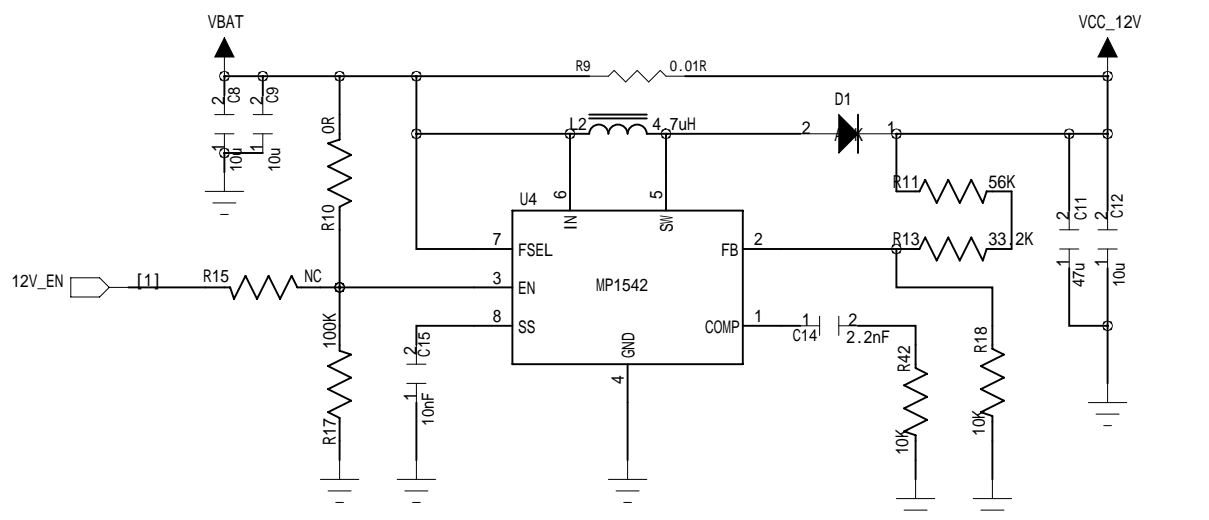 VBAT
VCC_12V
R9 0.01R
D1
2 C8
2 C9
0R
L2 4.7uH
2 A K 1
1 10u
1 10u
R11 56K
6
5
U4
IN
SW
2 C11
2 C12
R10
7 FSEL
FB 2
R13 33.2K
12V_EN [1] R15 NC
3 EN
MP1542
1 47u
1 10u
8 SS
COMP 1
1 2
C14 2.2nF
100K
2 C15
GND
4
R42
R18
1 10nF
R17
10K
10K